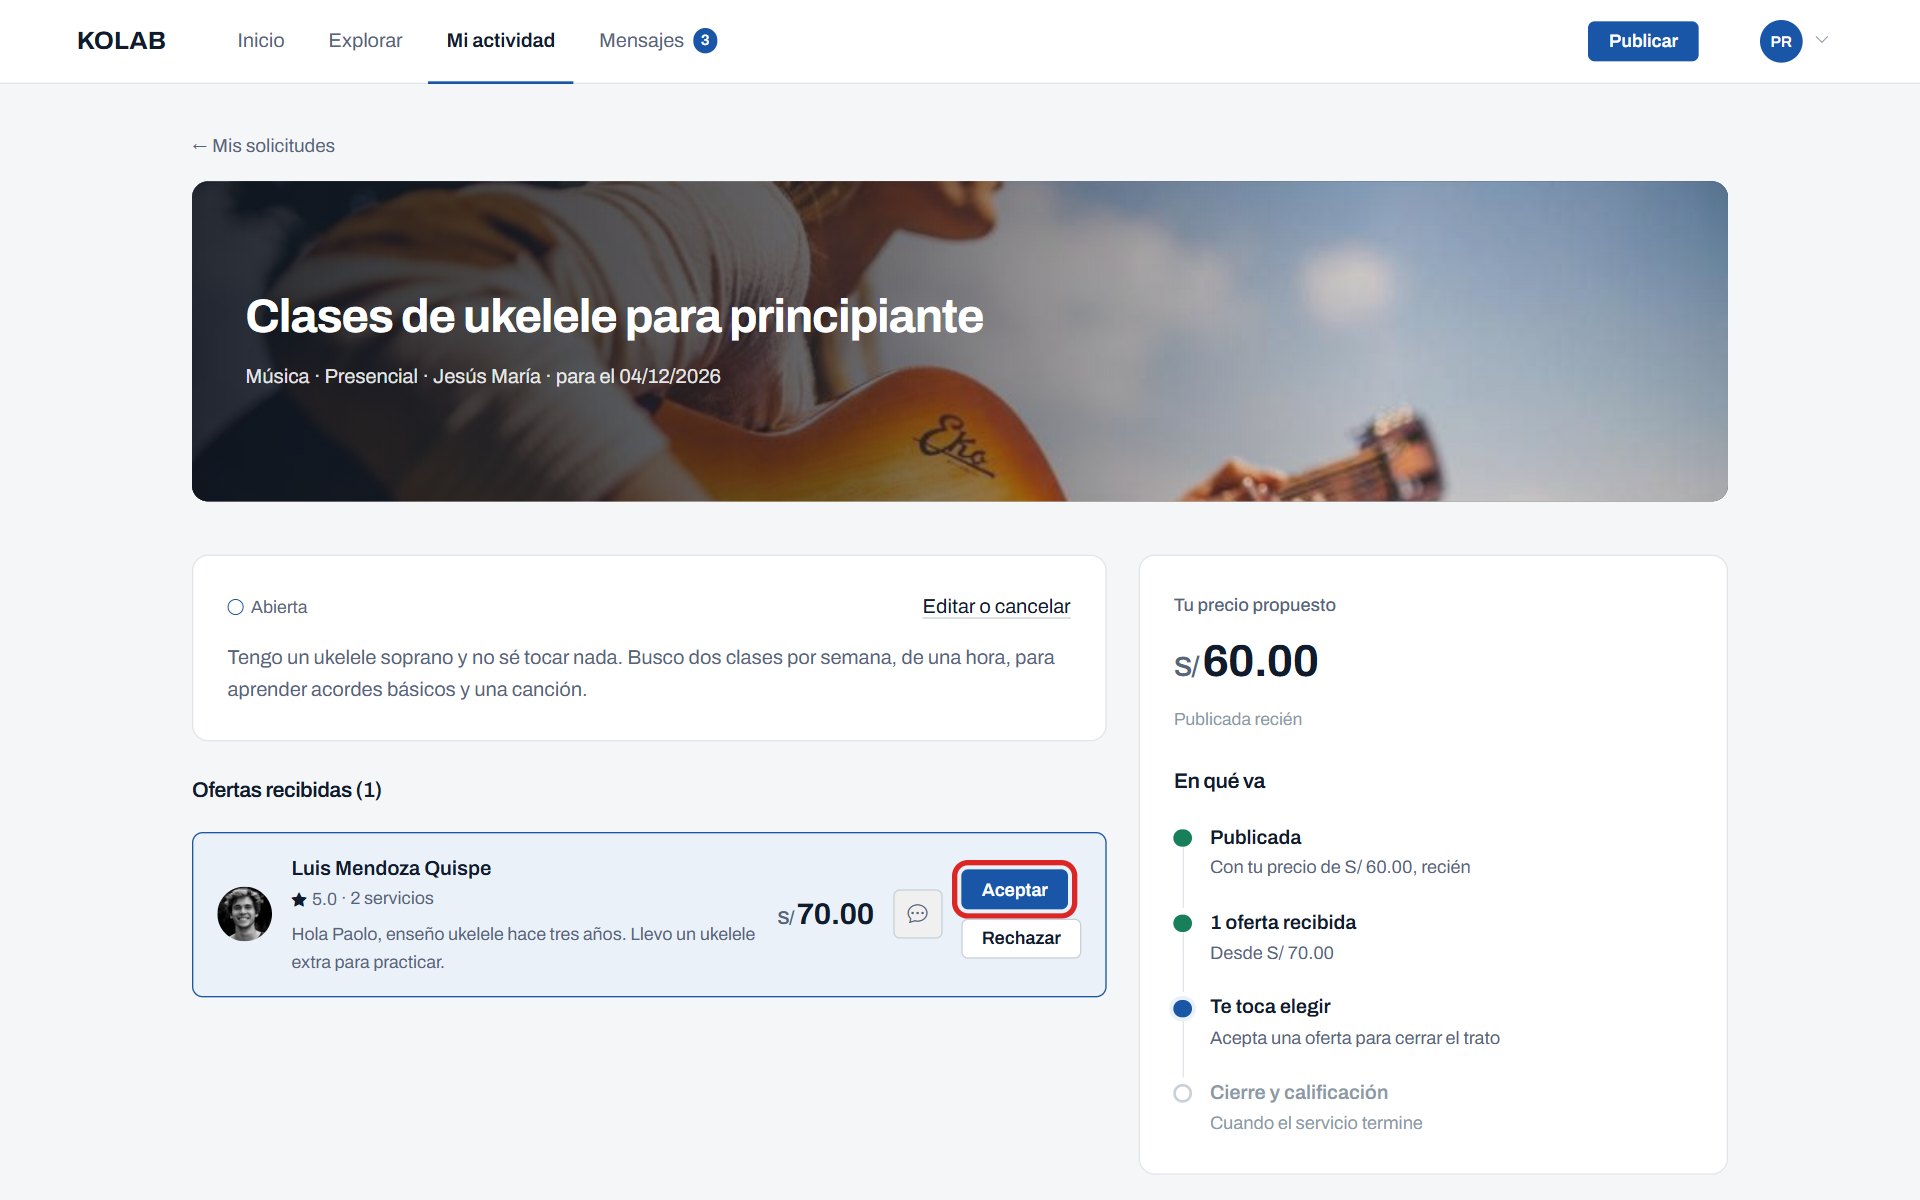 KOLAB
Inicio
Explorar
Mi actividad
Mensajes 3
Publicar
PR
← Mis solicitudes
Clases de ukelele para principiante
Música · Presencial · Jesús María · para el 04/12/2026
Eko
Abierta
Editar o cancelar
Tengo un ukelele soprano y no sé tocar nada. Busco dos clases por semana, de una hora, para
aprender acordes básicos y una canción.
Ofertas recibidas (1)
Luis Mendoza Quispe
★ 5.0 · 2 servicios
Hola Paolo, enseño ukelele hace tres años. Llevo un ukelele
extra para practicar.
S/ 70.00
Aceptar
Rechazar
Tu precio propuesto
S/ 60.00
Publicada recién
En qué va
Publicada
Con tu precio de S/ 60.00, recién
1 oferta recibida
Desde S/ 70.00
Te toca elegir
Acepta una oferta para cerrar el trato
Cierre y calificación
Cuando el servicio termine